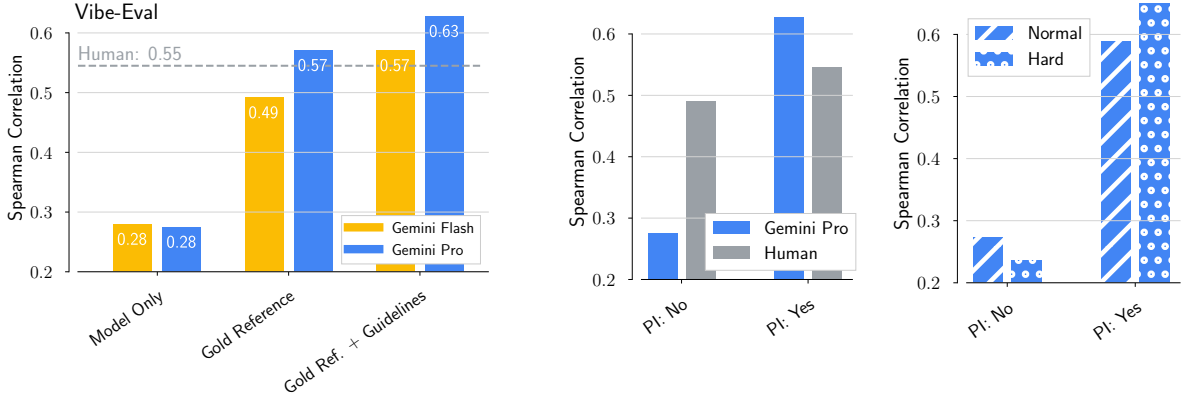 Vibe-Eval
Spearman Correlation
0.6
0.5
0.4
0.3
0.2
Human: 0.55
0.28
0.28
0.49
0.57
0.57
0.63
Gemini Flash
Gemini Pro
Model Only
Gold Reference
Gold Ref. + Guidelines
Spearman Correlation
0.6
0.5
0.4
0.3
0.2
Gemini Pro
Human
PI: No
PI: Yes
Spearman Correlation
0.6
0.5
0.4
0.3
0.2
Normal
Hard
PI: No
PI: Yes